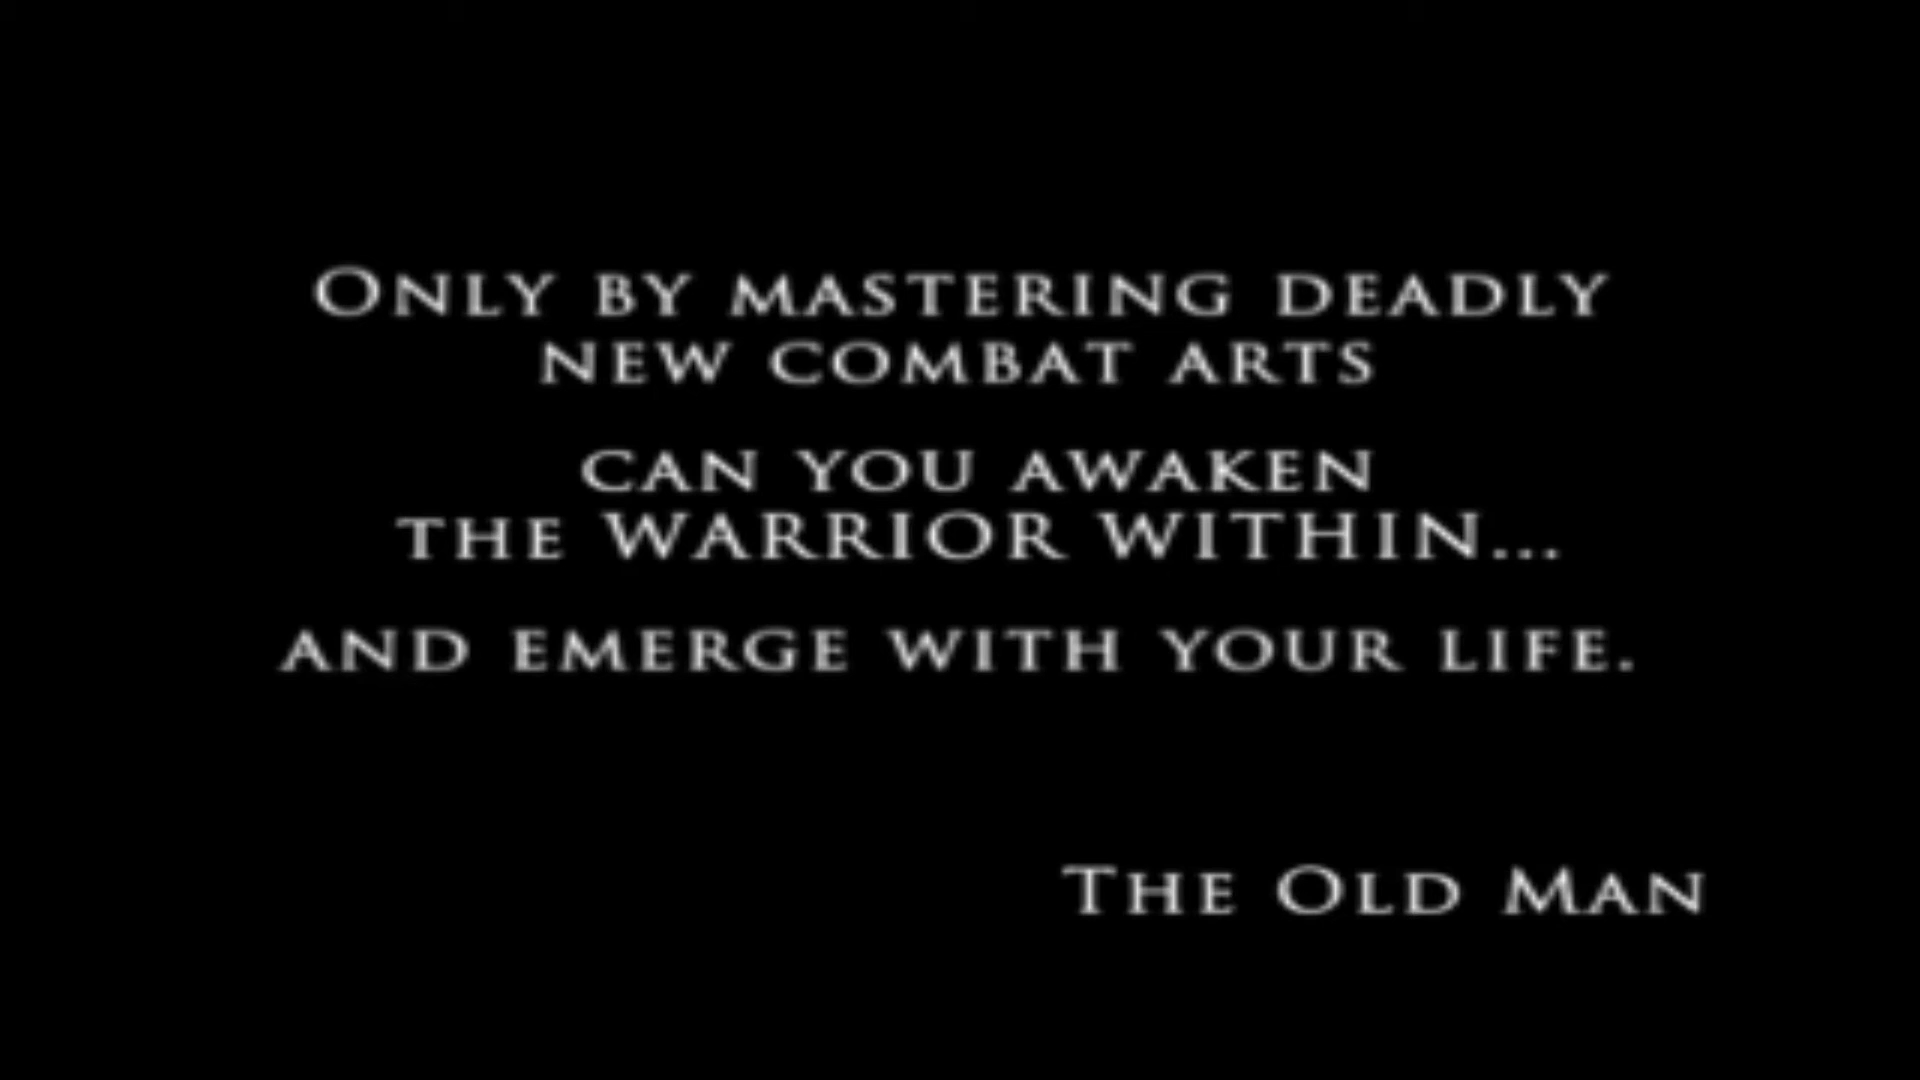 Only by mastering deadly
new combat arts
can you awaken
the WARRIOR WITHIN...
and emerge with your life.
The Old Man